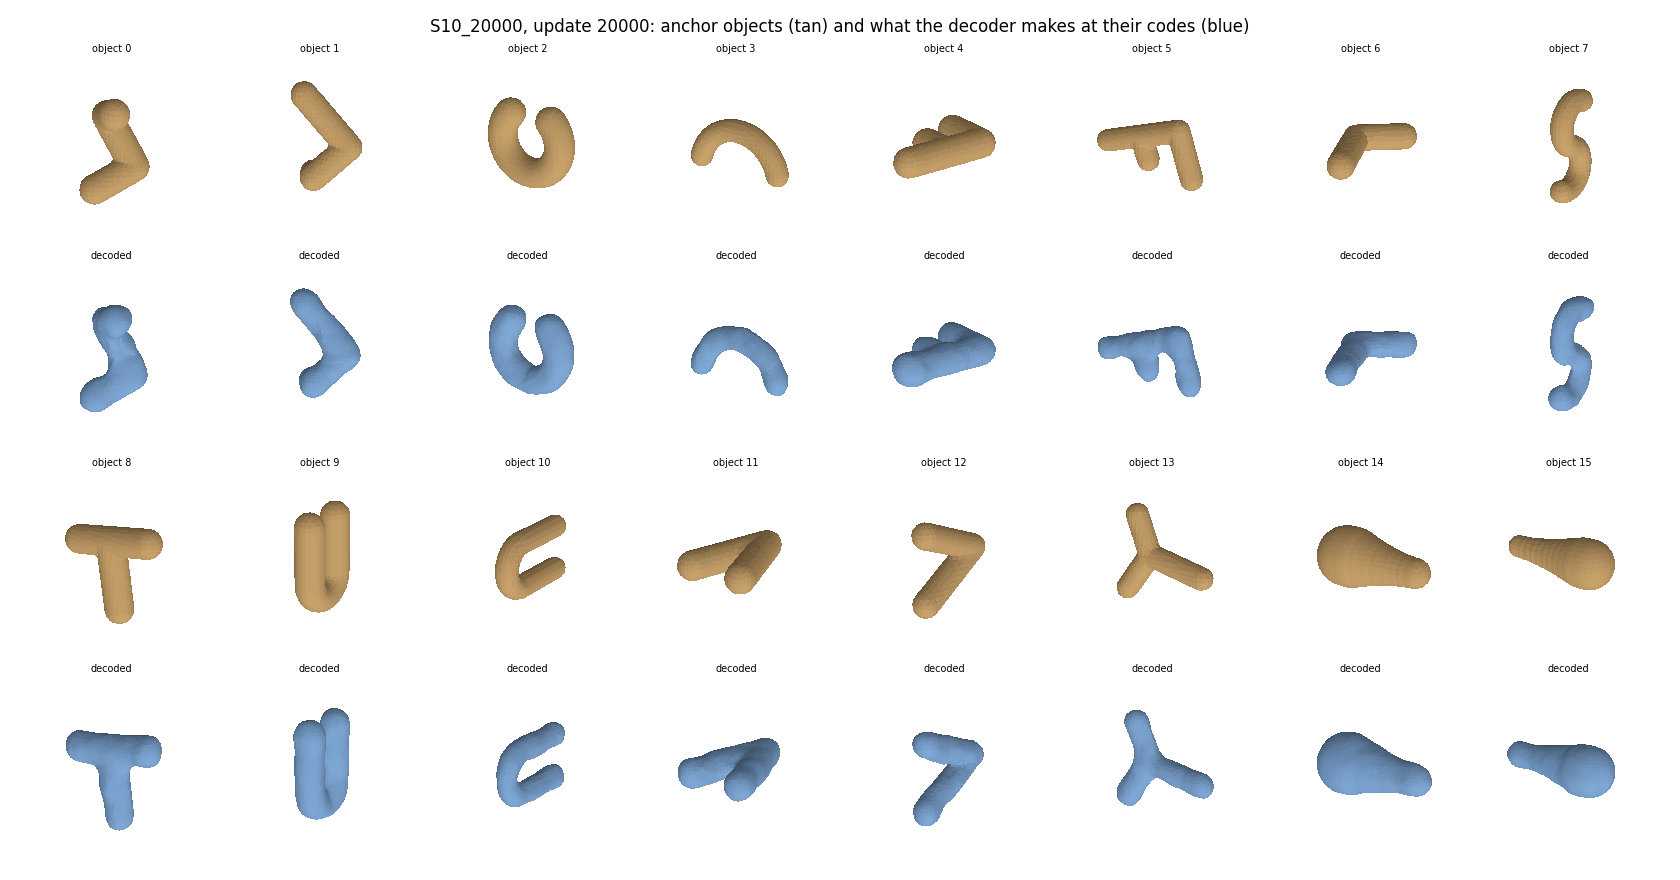 S10_20000, update 20000: anchor objects (tan) and what the decoder makes at their codes (blue)
object 0 object 1 object 2 object 3 object 4 object 5 object 6 object 7
decoded decoded decoded decoded decoded decoded decoded decoded
object 8 object 9 object 10 object 11 object 12 object 13 object 14 object 15
decoded decoded decoded decoded decoded decoded decoded decoded